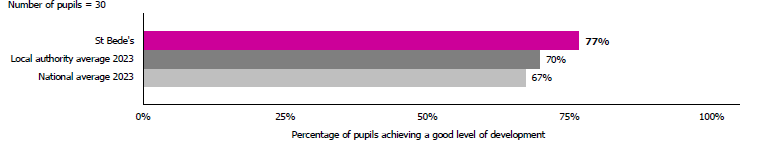 Number of pupils = 30
St Bede's 77%
Local authority average 2023 70%
National average 2023 67%
0% 25% 50% 75% 100%
Percentage of pupils achieving a good level of development